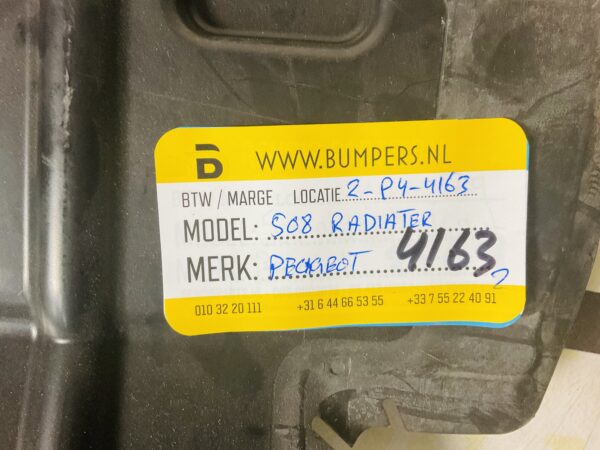 WWW.BUMPERS.NL
BTW / MARGE LOCATIE 2-P4-4163
MODEL: 508 RADIATER
MERK: PEUGEOT 4163
2
010 32 20 111 +31 6 44 66 53 55 +33 7 55 22 40 91